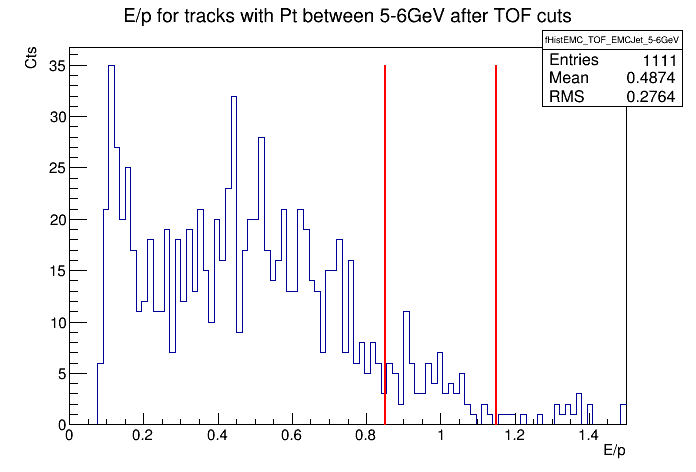 E/p for tracks with Pt between 5-6GeV after TOF cuts
fHistEMC_TOF_EMCJet_5-6GeV
Entries 1111
Mean 0.4874
RMS 0.2764
Cts
35
30
25
20
15
10
5
0
0 0.2 0.4 0.6 0.8 1 1.2 1.4
E/p